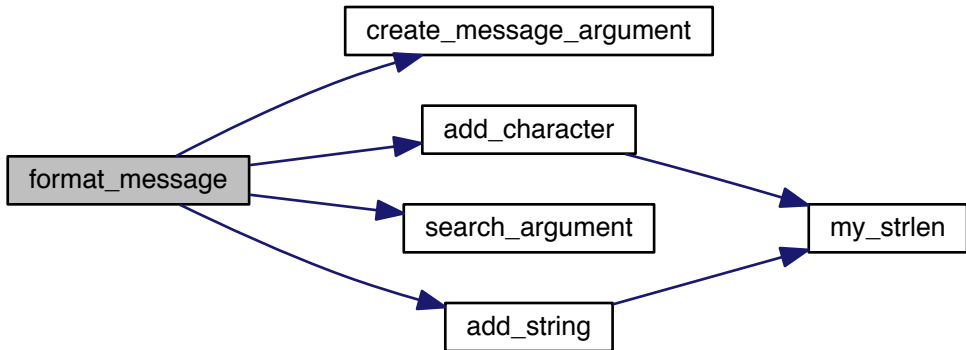 create_message_argument
add_character
format_message
search_argument
my_strlen
add_string